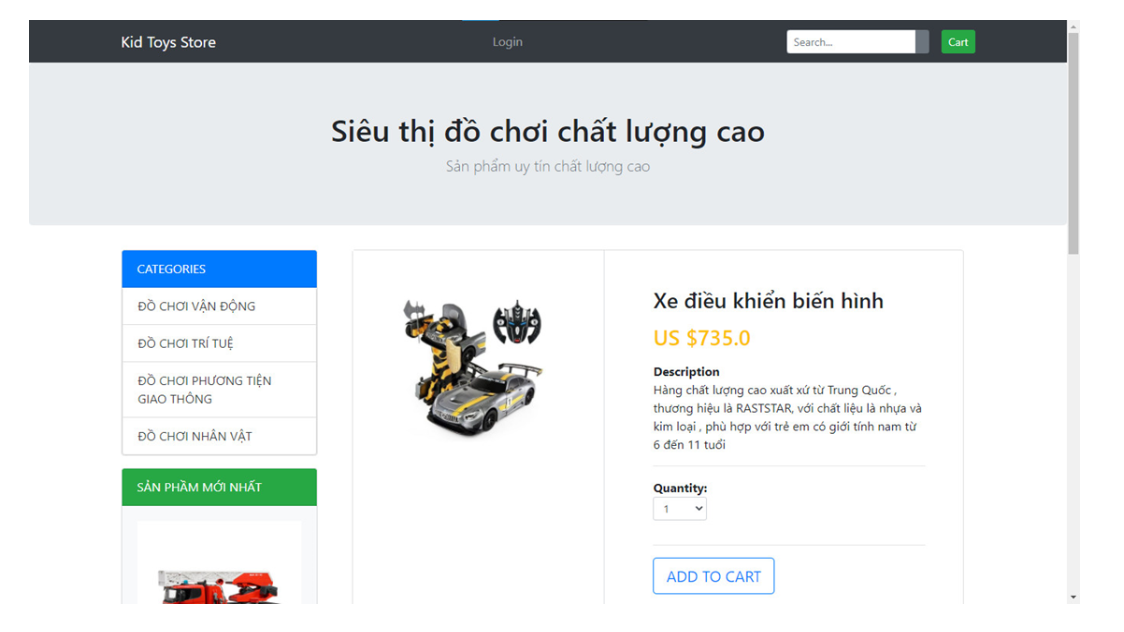 Kid Toys Store
Login
Search...
Cart
Siêu thị đồ chơi chất lượng cao
Sản phẩm uy tín chất lượng cao
CATEGORIES
ĐỒ CHƠI VẬN ĐỘNG
ĐỒ CHƠI TRÍ TUỆ
ĐỒ CHƠI PHƯƠNG TIỆN
GIAO THÔNG
ĐỒ CHƠI NHÂN VẬT
SẢN PHẦM MỚI NHẤT
Xe điều khiển biến hình
US $735.0
Description
Hàng chất lượng cao xuất xứ từ Trung Quốc ,
thương hiệu là RASTSTAR, với chất liệu là nhựa và
kim loại , phù hợp với trẻ em có giới tính nam từ
6 đến 11 tuổi
Quantity:
1
ADD TO CART